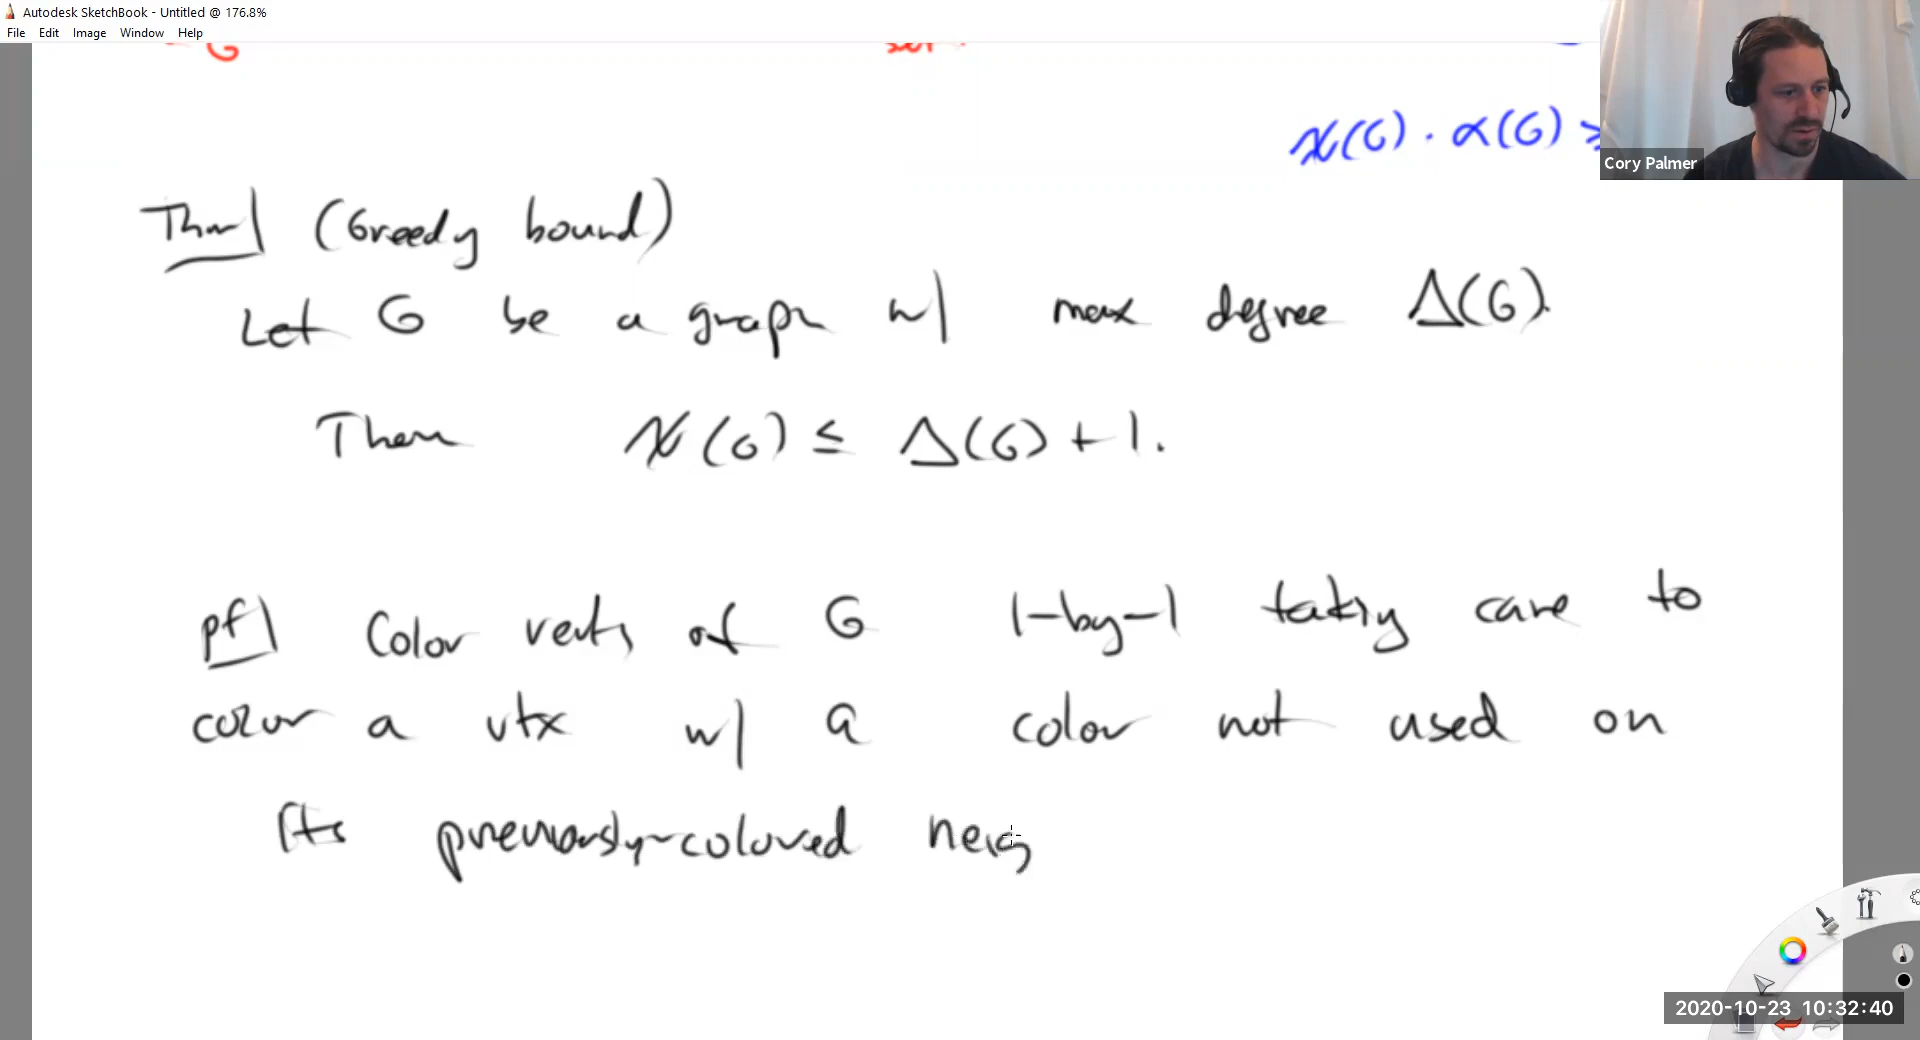 Autodesk SketchBook - Untitled @ 176.8%
File Edit Image Window Help
G
set.
χ(G) · α(G) ≥
Cory Palmer
Thm (Greedy bound)
Let G be a graph w/ max degree Δ(G).
Then χ(G) ≤ Δ(G) + 1.
pf Color verts of G 1-by-1 taking care to
color a vtx w/ a color not used on
its previously-colored neig
2020-10-23 10:32:40